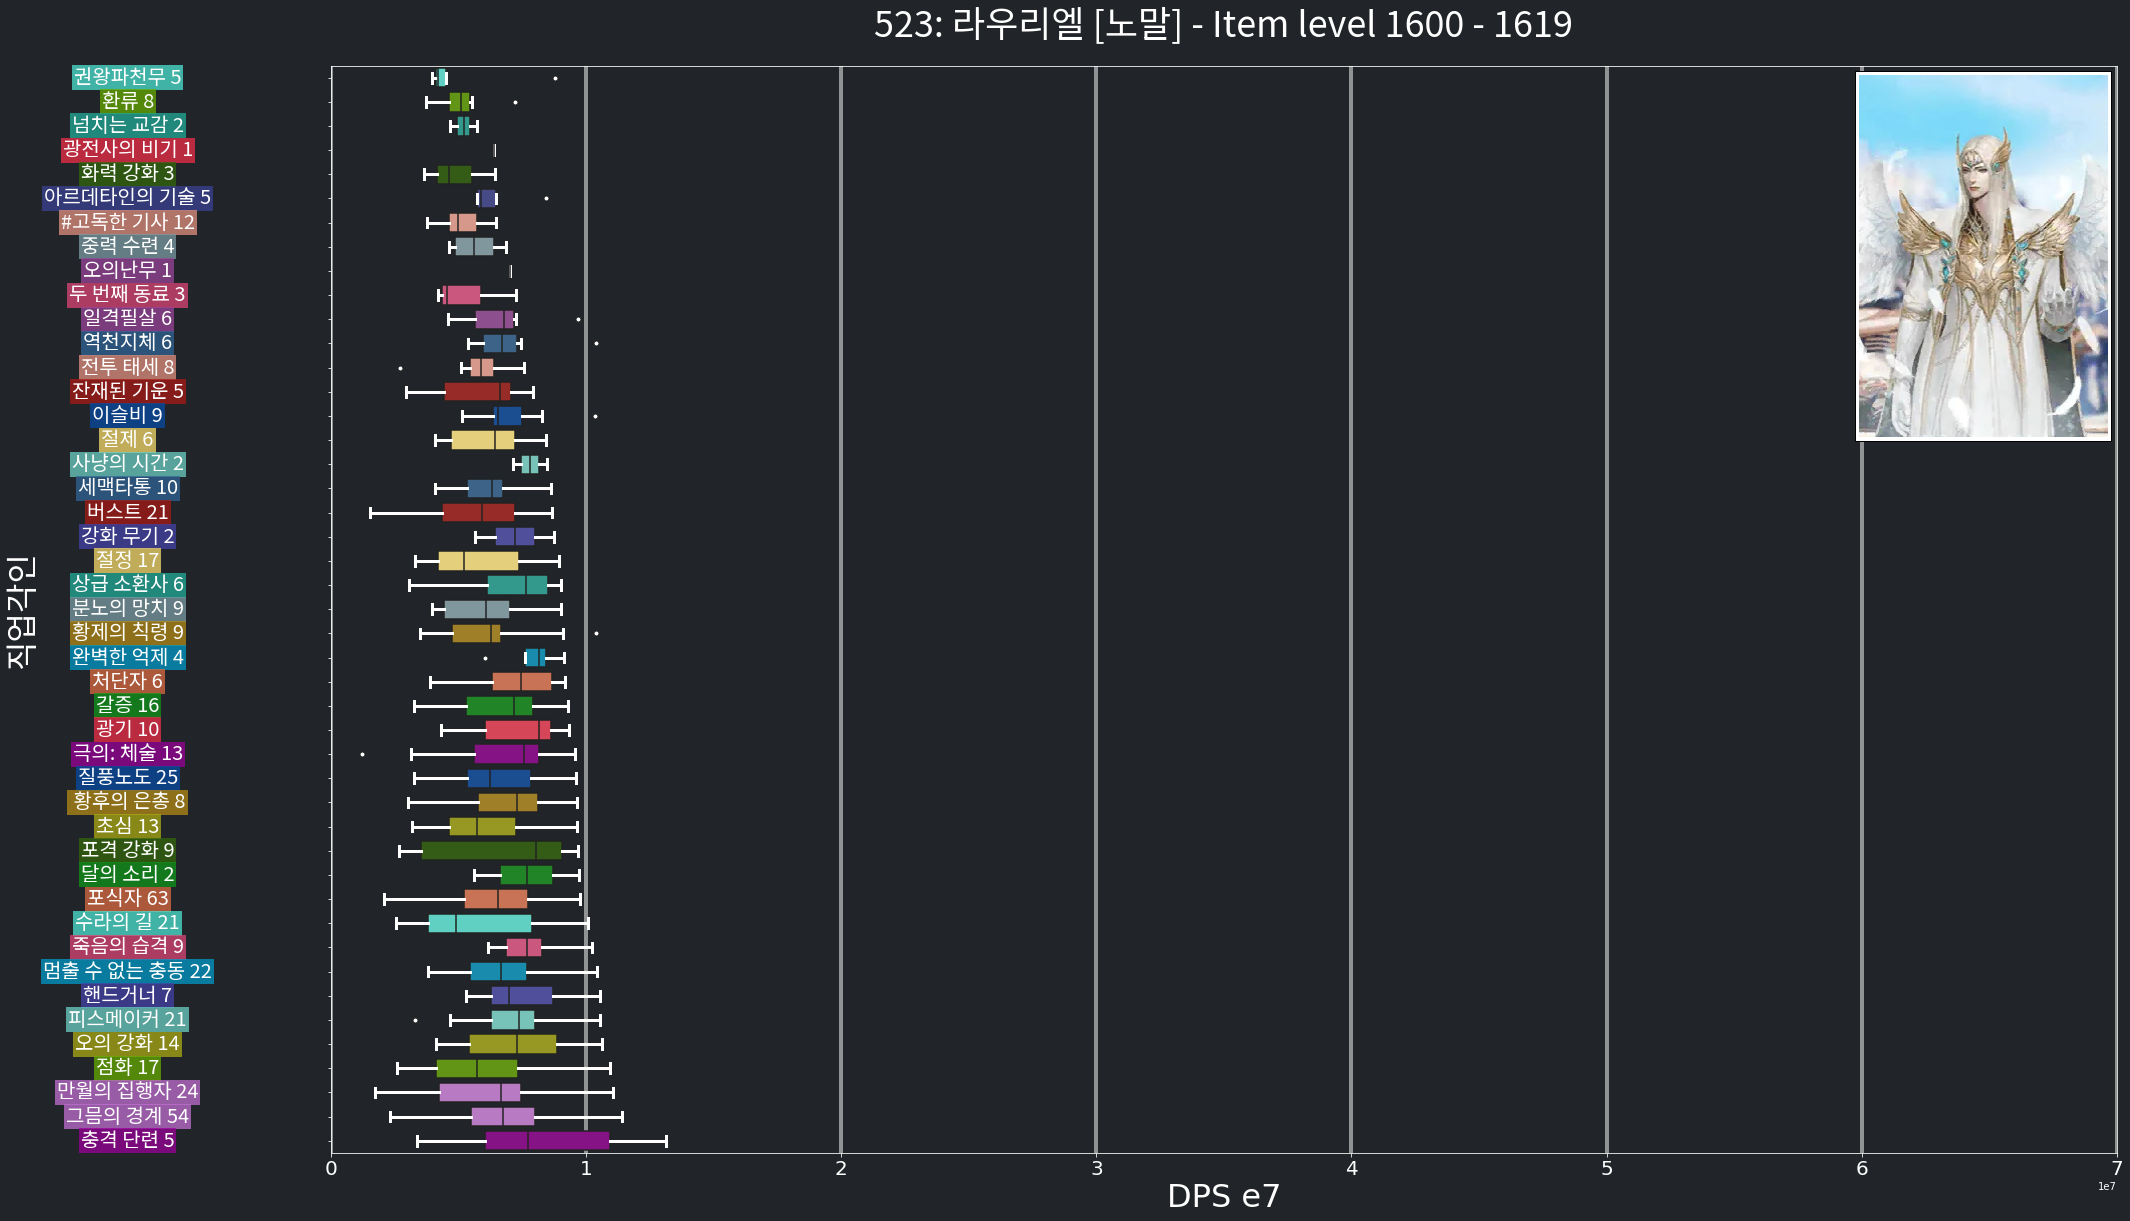 523: 라우리엘 [노말] - Item level 1600 - 1619
권왕파천무 5
환류 8
넘치는 교감 2
광전사의 비기 1
화력 강화 3
아르데타인의 기술 5
#고독한 기사 12
중력 수련 4
오의난무 1
두 번째 동료 3
일격필살 6
역천지체 6
전투 태세 8
잔재된 기운 5
이슬비 9
절제 6
사냥의 시간 2
세맥타통 10
버스트 21
강화 무기 2
절정 17
상급 소환사 6
분노의 망치 9
황제의 칙령 9
완벽한 억제 4
처단자 6
갈증 16
광기 10
극의: 체술 13
질풍노도 25
황후의 은총 8
초심 13
포격 강화 9
달의 소리 2
포식자 63
수라의 길 21
죽음의 습격 9
멈출 수 없는 충동 22
핸드거너 7
피스메이커 21
오의 강화 14
점화 17
만월의 집행자 24
그믐의 경계 54
충격 단련 5
직업각인
0 1 2 3 4 5 6 7
1e7
DPS e7